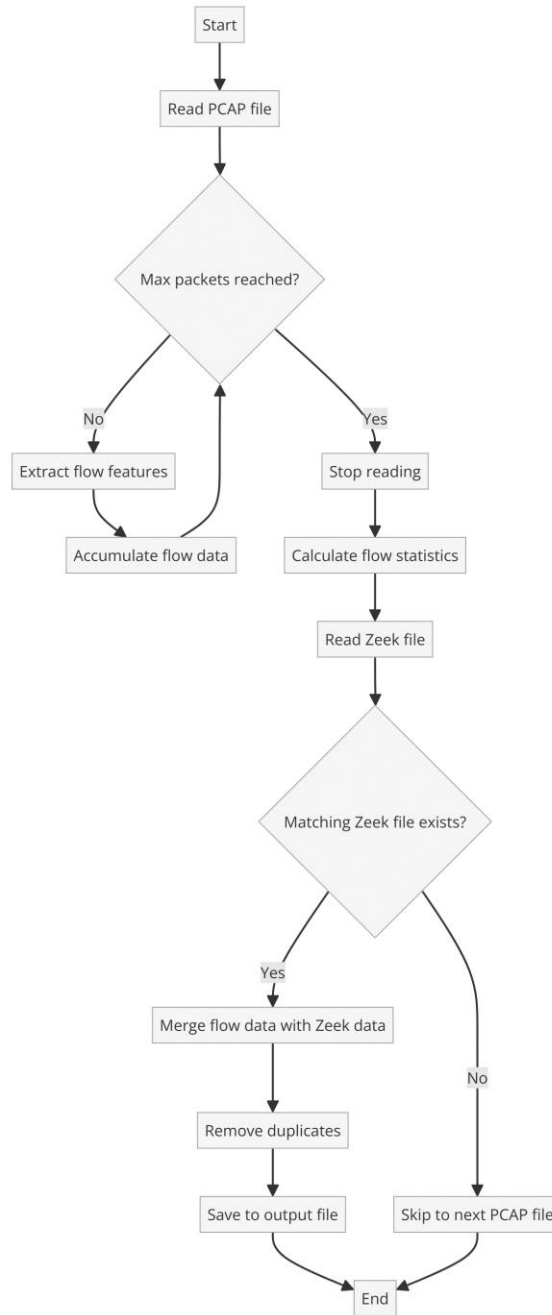 Start
Read PCAP file
Max packets reached?
No
Yes
Extract flow features
Stop reading
Accumulate flow data
Calculate flow statistics
Read Zeek file
Matching Zeek file exists?
Yes
Merge flow data with Zeek data
No
Remove duplicates
Save to output file
Skip to next PCAP file
End